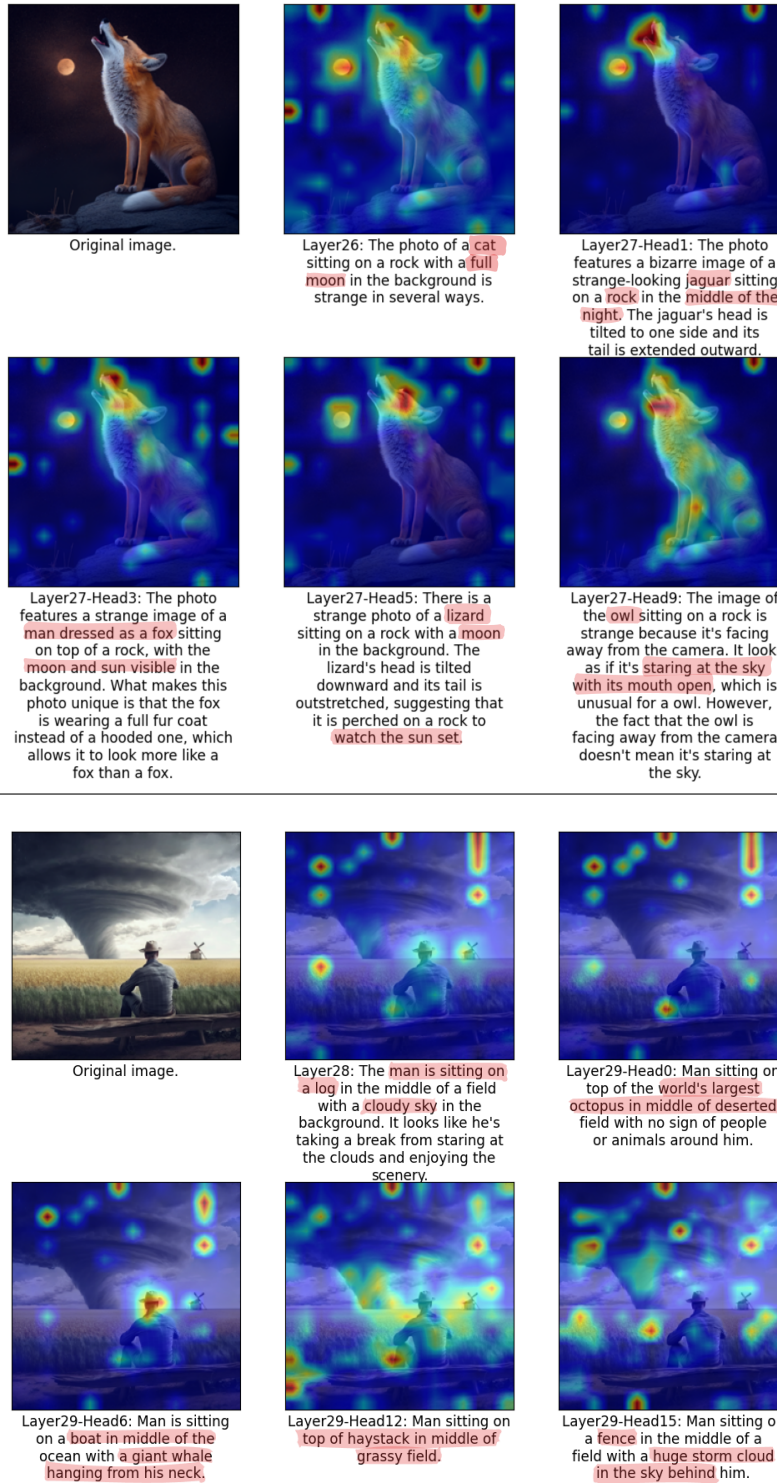 Original image.
Layer26: The photo of a cat
sitting on a rock with a full
moon in the background is
strange in several ways.
Layer27-Head1: The photo
features a bizarre image of a
strange-looking jaguar sitting
on a rock in the middle of the
night. The jaguar's head is
tilted to one side and its
tail is extended outward.
Layer27-Head3: The photo
features a strange image of a
man dressed as a fox sitting
on top of a rock, with the
moon and sun visible in the
background. What makes this
photo unique is that the fox
is wearing a full fur coat
instead of a hooded one, which
allows it to look more like a
fox than a fox.
Layer27-Head5: There is a
strange photo of a lizard
sitting on a rock with a moon
in the background. The
lizard's head is tilted
downward and its tail is
outstretched, suggesting that
it is perched on a rock to
watch the sun set.
Layer27-Head9: The image of
the owl sitting on a rock is
strange because it's facing
away from the camera. It look
as if it's staring at the sky
with its mouth open, which is
unusual for a owl. However,
the fact that the owl is
facing away from the camera
doesn't mean it's staring at
the sky.
Original image.
Layer28: The man is sitting on
a log in the middle of a field
with a cloudy sky in the
background. It looks like he's
taking a break from staring at
the clouds and enjoying the
scenery.
Layer29-Head0: Man sitting on
top of the world's largest
octopus in middle of deserted
field with no sign of people
or animals around him.
Layer29-Head6: Man is sitting
on a boat in middle of the
ocean with a giant whale
hanging from his neck.
Layer29-Head12: Man sitting on
top of haystack in middle of
grassy field.
Layer29-Head15: Man sitting o
a fence in the middle of a
field with a huge storm cloud
in the sky behind him.